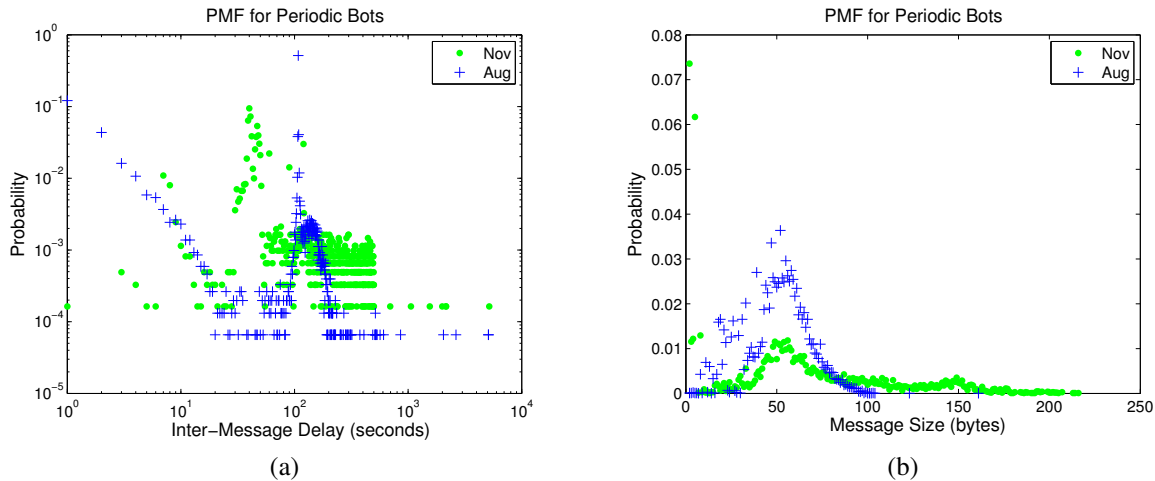 PMF for Periodic Bots
Nov
Aug
10^0
10^-1
10^-2
10^-3
10^-4
10^-5
Probability
10^0 10^1 10^2 10^3 10^4
Inter-Message Delay (seconds)
(a)
PMF for Periodic Bots
Nov
Aug
0.08
0.07
0.06
0.05
0.04
0.03
0.02
0.01
0
Probability
0 50 100 150 200 250
Message Size (bytes)
(b)